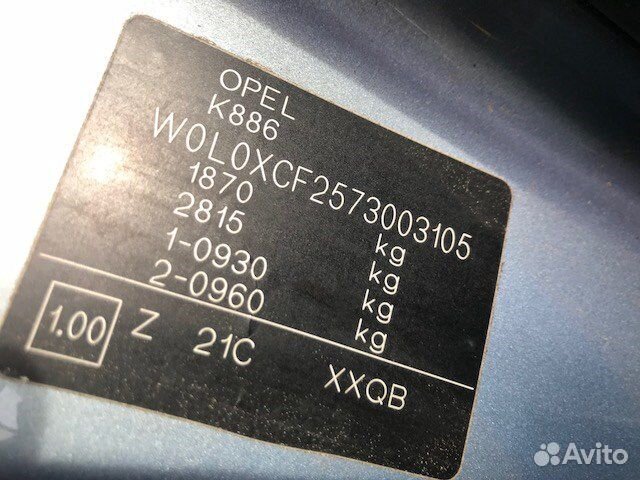 OPEL
K886
W0L0XCF2573003105
1870 kg
2815 kg
1-0930 kg
2-0960 kg
1.00 Z 21C XXQB
Avito